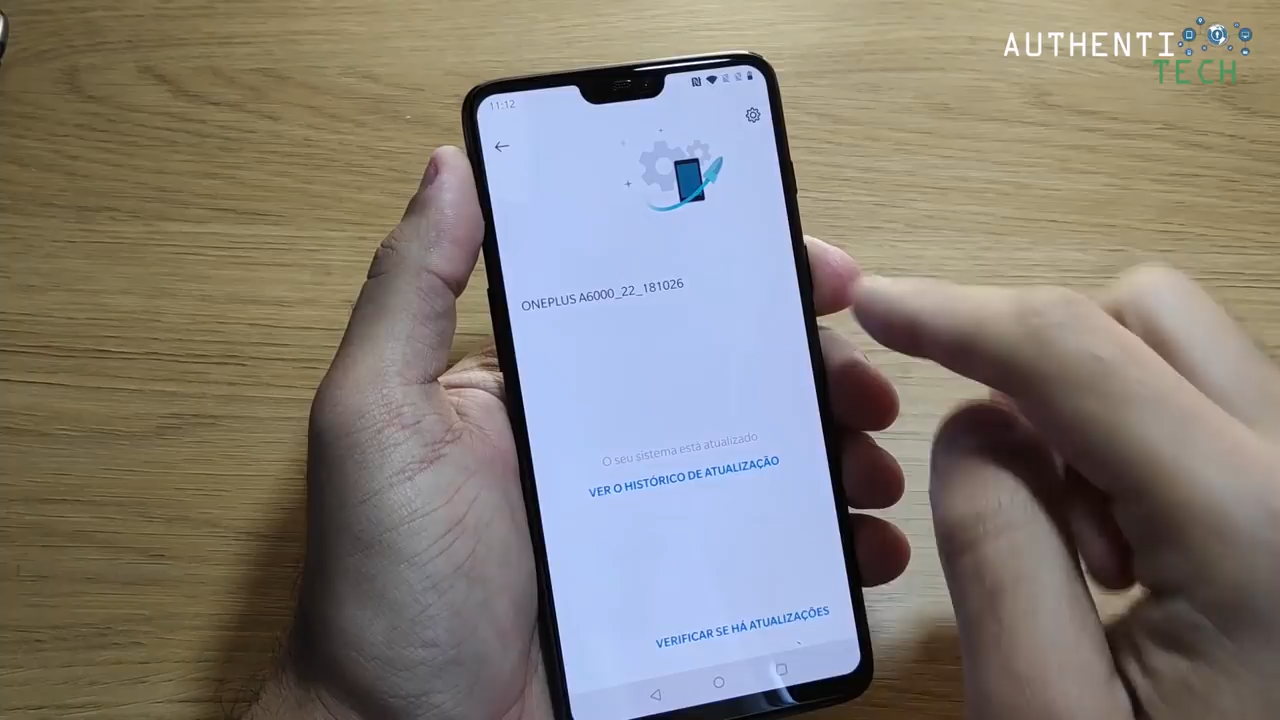 AUTHENTI
TECH
11:12
ONEPLUS A6000_22_181026
O seu sistema está atualizado
VER O HISTÓRICO DE ATUALIZAÇÃO
VERIFICAR SE HÁ ATUALIZAÇÕES